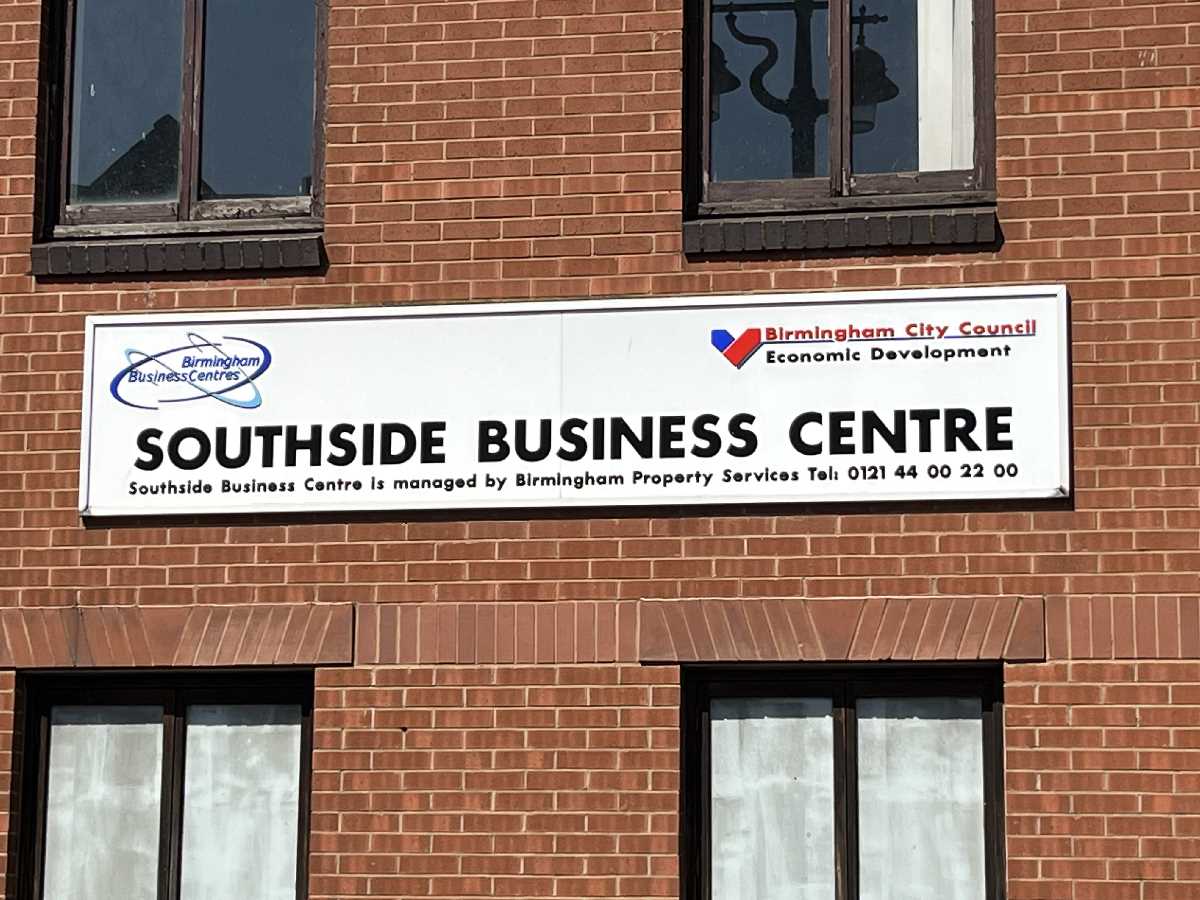 Birmingham
BusinessCentres
Birmingham City Council
Economic Development
SOUTHSIDE BUSINESS CENTRE
Southside Business Centre is managed by Birmingham Property Services Tel: 0121 44 00 22 00